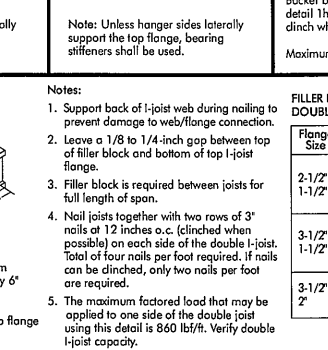 ally
Note: Unless hanger sides laterally
support the top flange, bearing
stiffeners shall be used.
detail 1h
clinch wh
Maximum
Notes:
1. Support back of I-joist web during nailing to
prevent damage to web/flange connection.
2. Leave a 1/8 to 1/4-inch gap between top
of filler block and bottom of top I-joist
flange.
3. Filler block is required between joists for
full length of span.
4. Nail joists together with two rows of 3"
nails at 12 inches o.c. (clinched when
possible) on each side of the double I-joist.
Total of four nails per foot required. If nails
can be clinched, only two nails per foot
are required.
5. The maximum factored load that may be
applied to one side of the double joist
using this detail is 860 lbf/ft. Verify double
I-joist capacity.
m
y 6"
p flange
FILLER
DOUBL
Flang
Size
2-1/2"
1-1/2"
3-1/2"
1-1/2"
3-1/2"
2"